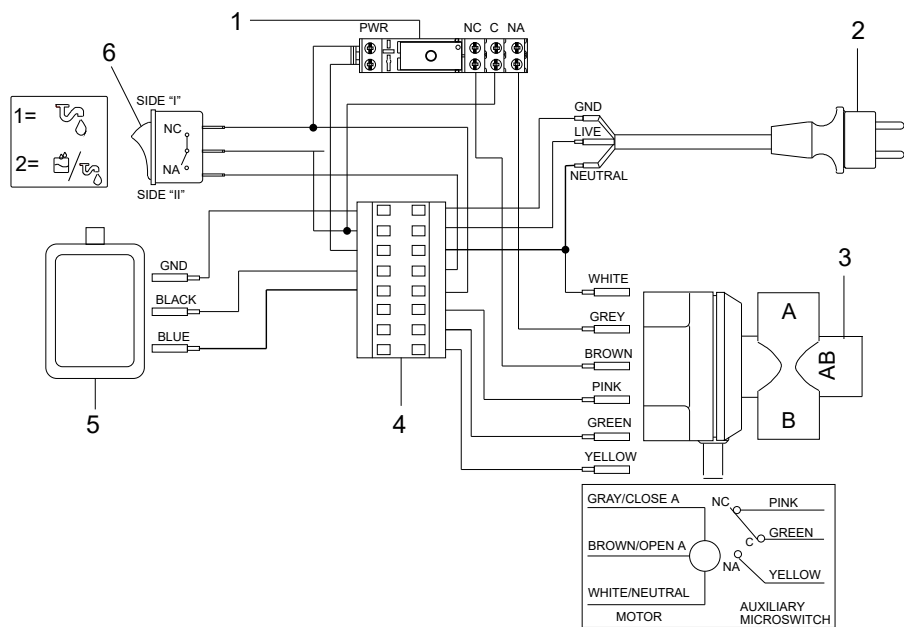 1
PWR NC C NA
6
SIDE "I"
1=
2=
NC
NA
SIDE "II"
GND
LIVE
NEUTRAL
2
GND
BLACK
BLUE
5
4
WHITE
GREY
BROWN
PINK
GREEN
YELLOW
3
A
AB
B
GRAY/CLOSE A
BROWN/OPEN A
WHITE/NEUTRAL
MOTOR
NC
C
NA
PINK
GREEN
YELLOW
AUXILIARY
MICROSWITCH